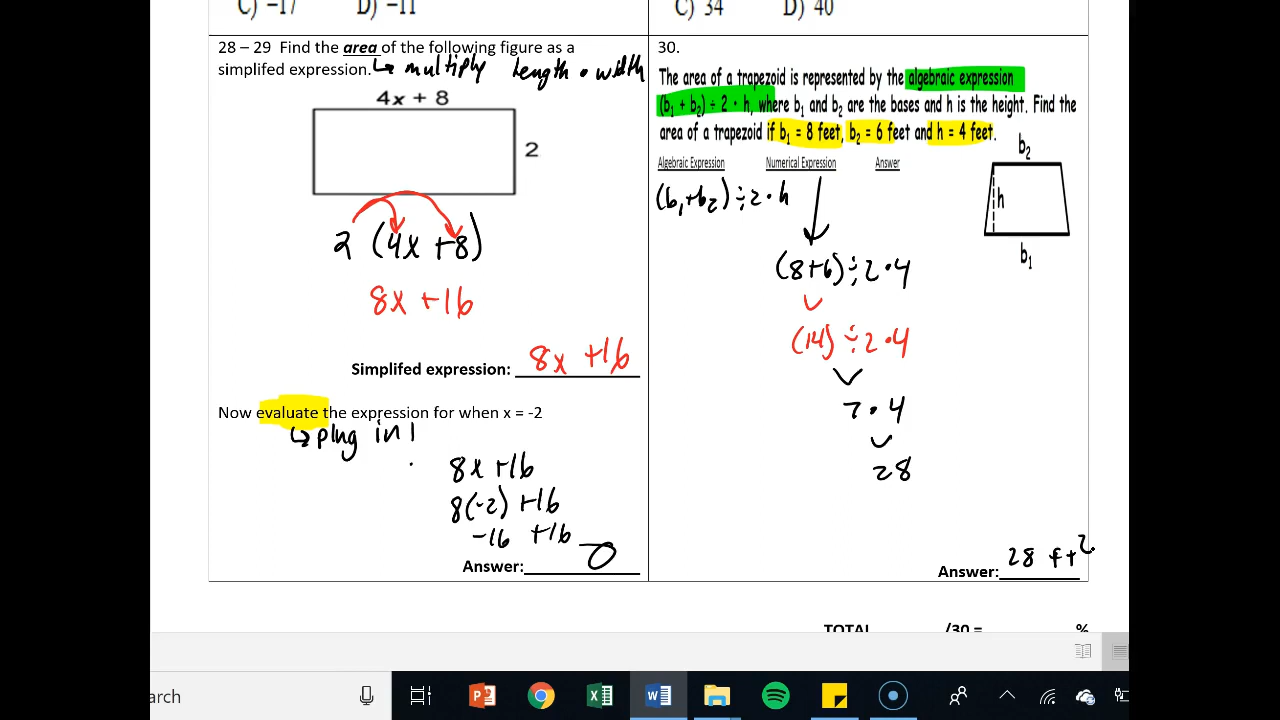 C) -17 D) -11
C) 34 D) 40
28 – 29 Find the area of the following figure as a
simplifed expression. ↳ multiply length • width
4x + 8
2
2 (4x +8)
8x +16
Simplifed expression: 8x +16
Now evaluate the expression for when x = -2
↳ plug in!
8x +16
8(-2) +16
-16 +16
Answer: 0
30.
The area of a trapezoid is represented by the algebraic expression
(b₁ + b₂) ÷ 2 • h, where b₁ and b₂ are the bases and h is the height. Find the
area of a trapezoid if b₁ = 8 feet, b₂ = 6 feet and h = 4 feet.
Algebraic Expression Numerical Expression Answer
(b₁+b₂) ÷ 2 • h
b₂
h
b₁
(8+6) ÷ 2 • 4
(14) ÷ 2 • 4
7 • 4
28
Answer: 28 ft²
TOTAL /30 = %
arch